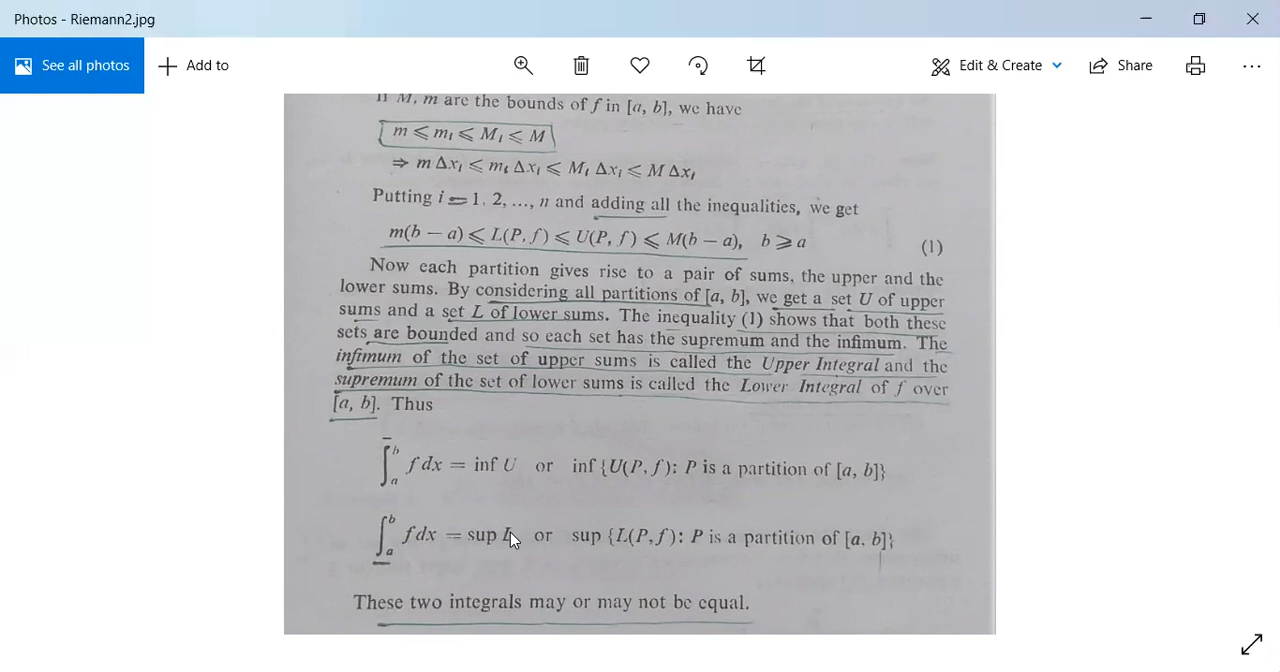 Photos - Riemann2.jpg
See all photos
Add to
Edit & Create
Share
If M, m are the bounds of f in [a, b], we have
m ⩽ mᵢ ⩽ Mᵢ ⩽ M
⇒ m Δxᵢ ⩽ mᵢ Δxᵢ ⩽ Mᵢ Δxᵢ ⩽ M Δxᵢ
Putting i = 1, 2, ..., n and adding all the inequalities, we get
m(b − a) ⩽ L(P, f) ⩽ U(P, f) ⩽ M(b − a), b ⩾ a (1)
Now each partition gives rise to a pair of sums, the upper and the
lower sums. By considering all partitions of [a, b], we get a set U of upper
sums and a set L of lower sums. The inequality (1) shows that both these
sets are bounded and so each set has the supremum and the infimum. The
infimum of the set of upper sums is called the Upper Integral and the
supremum of the set of lower sums is called the Lower Integral of f over
[a, b]. Thus
∫̅ₐᵇ f dx = inf U or inf {U(P, f): P is a partition of [a, b]}
∫̲ₐᵇ f dx = sup L or sup {L(P, f): P is a partition of [a, b]}
These two integrals may or may not be equal.